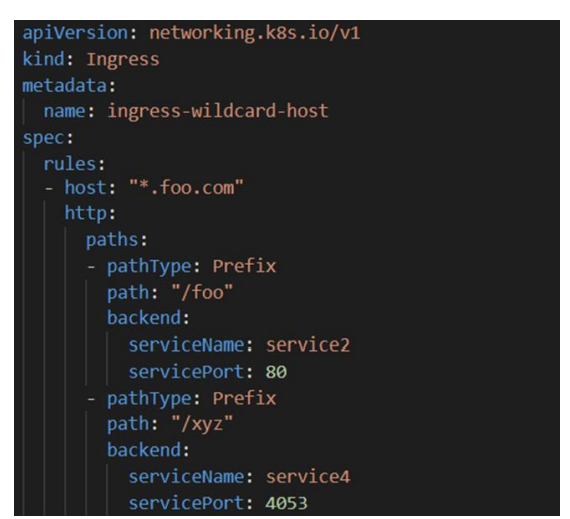 apiVersion: networking.k8s.io/v1
kind: Ingress
metadata:
  name: ingress-wildcard-host
spec:
  rules:
  - host: "*.foo.com"
    http:
      paths:
      - pathType: Prefix
        path: "/foo"
        backend:
          serviceName: service2
          servicePort: 80
      - pathType: Prefix
        path: "/xyz"
        backend:
          serviceName: service4
          servicePort: 4053